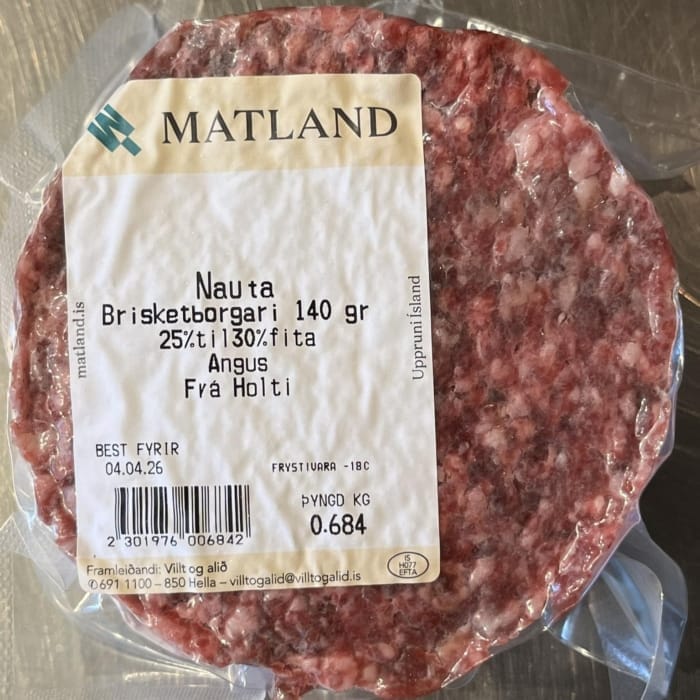 MATLAND
Nauta
Brisketborgari 140 gr
25%til30%fita
Angus
Frá Holti
matland.is
Uppruni Ísland
BEST FYRIR
04.04.26
FRYSTIVARA -18C
2 301976 006842
ÞYNGD KG
0.684
Framleiðandi: Villt og alið
✆691 1100 – 850 Hella – villtogalid@villtogalid.is
IS
H077
EFTA